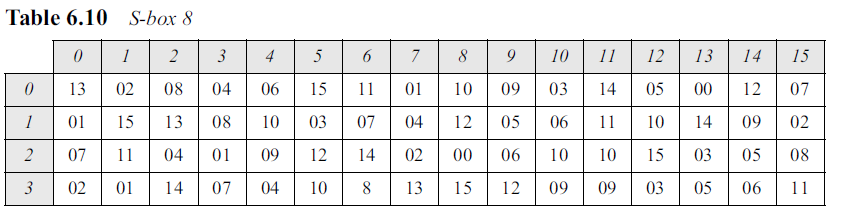 Table 6.10 S-box 8
0 1 2 3 4 5 6 7 8 9 10 11 12 13 14 15
0 13 02 08 04 06 15 11 01 10 09 03 14 05 00 12 07
1 01 15 13 08 10 03 07 04 12 05 06 11 10 14 09 02
2 07 11 04 01 09 12 14 02 00 06 10 10 15 03 05 08
3 02 01 14 07 04 10 8 13 15 12 09 09 03 05 06 11